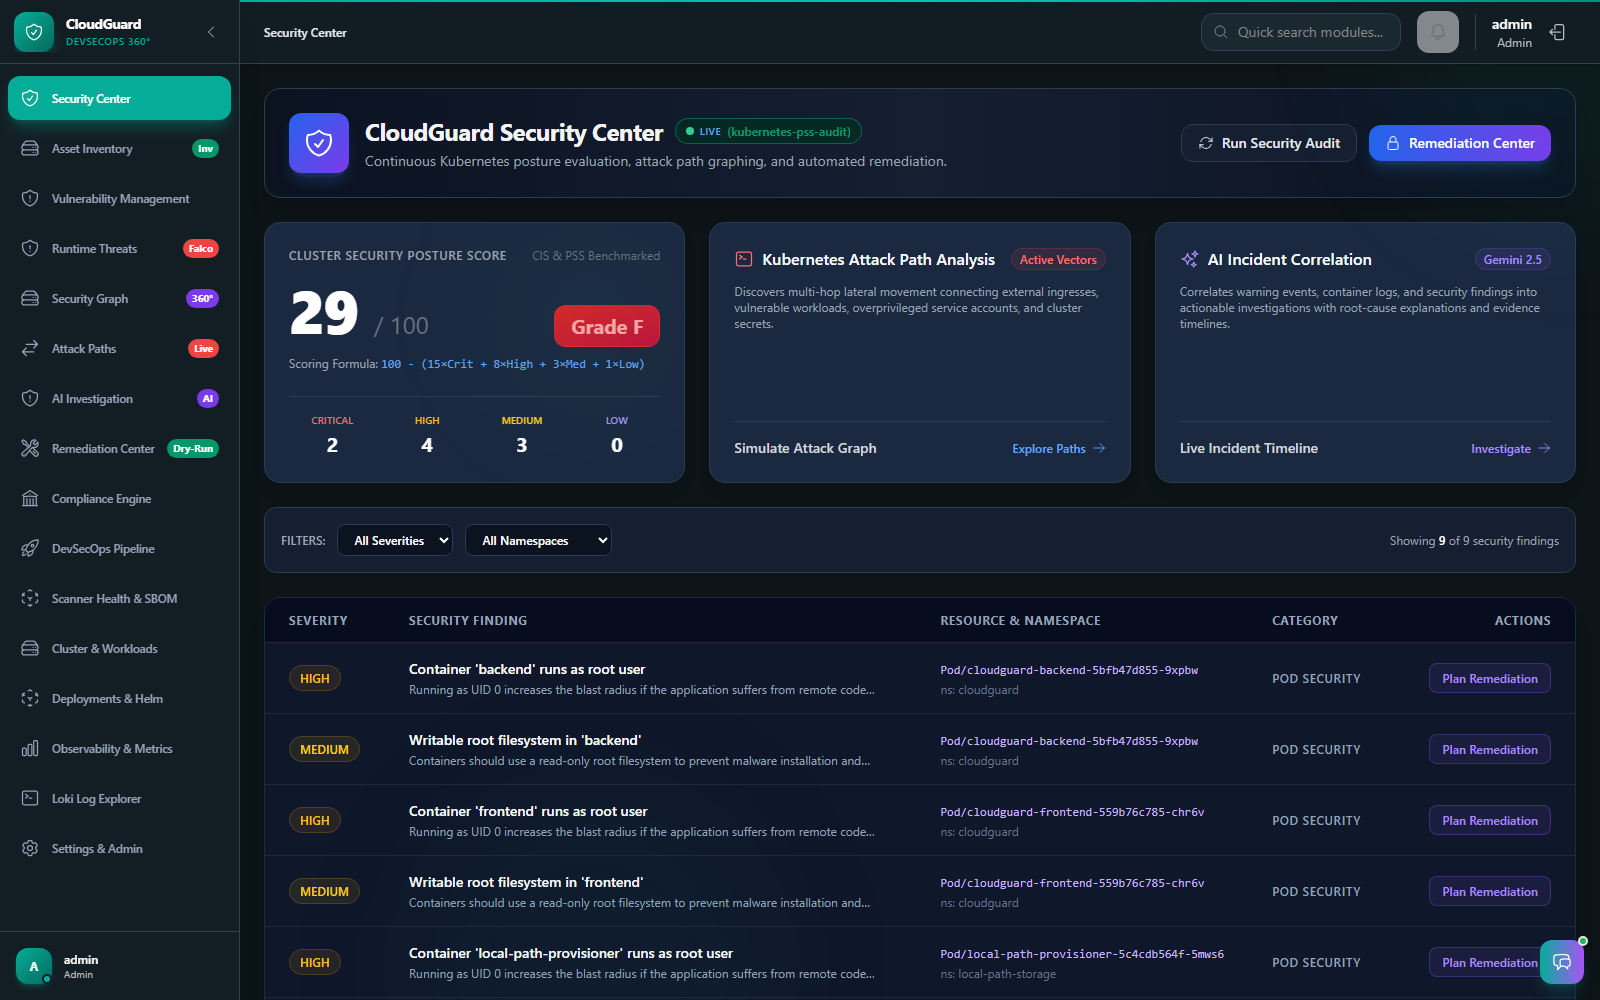 CloudGuard
DEVSECOPS 360°
Security Center
Quick search modules...
admin
Admin
Security Center
Asset Inventory
Inv
Vulnerability Management
Runtime Threats
Falco
Security Graph
360°
Attack Paths
Live
AI Investigation
AI
Remediation Center
Dry-Run
Compliance Engine
DevSecOps Pipeline
Scanner Health & SBOM
Cluster & Workloads
Deployments & Helm
Observability & Metrics
Loki Log Explorer
Settings & Admin
A
admin
Admin
CloudGuard Security Center
LIVE (kubernetes-pss-audit)
Continuous Kubernetes posture evaluation, attack path graphing, and automated remediation.
Run Security Audit
Remediation Center
CLUSTER SECURITY POSTURE SCORE
CIS & PSS Benchmarked
29 / 100
Grade F
Scoring Formula: 100 - (15×Crit + 8×High + 3×Med + 1×Low)
CRITICAL HIGH MEDIUM LOW
2 4 3 0
Kubernetes Attack Path Analysis
Active Vectors
Discovers multi-hop lateral movement connecting external ingresses,
vulnerable workloads, overprivileged service accounts, and cluster
secrets.
Simulate Attack Graph
Explore Paths →
AI Incident Correlation
Gemini 2.5
Correlates warning events, container logs, and security findings into
actionable investigations with root-cause explanations and evidence
timelines.
Live Incident Timeline
Investigate →
FILTERS: All Severities All Namespaces
Showing 9 of 9 security findings
SEVERITY SECURITY FINDING RESOURCE & NAMESPACE CATEGORY ACTIONS
HIGH
Container 'backend' runs as root user
Running as UID 0 increases the blast radius if the application suffers from remote code...
Pod/cloudguard-backend-5bfb47d855-9xpbw
ns: cloudguard
POD SECURITY
Plan Remediation
MEDIUM
Writable root filesystem in 'backend'
Containers should use a read-only root filesystem to prevent malware installation and...
Pod/cloudguard-backend-5bfb47d855-9xpbw
ns: cloudguard
POD SECURITY
Plan Remediation
HIGH
Container 'frontend' runs as root user
Running as UID 0 increases the blast radius if the application suffers from remote code...
Pod/cloudguard-frontend-559b76c785-chr6v
ns: cloudguard
POD SECURITY
Plan Remediation
MEDIUM
Writable root filesystem in 'frontend'
Containers should use a read-only root filesystem to prevent malware installation and...
Pod/cloudguard-frontend-559b76c785-chr6v
ns: cloudguard
POD SECURITY
Plan Remediation
HIGH
Container 'local-path-provisioner' runs as root user
Running as UID 0 increases the blast radius if the application suffers from remote code...
Pod/local-path-provisioner-5c4cdb564f-5mws6
ns: local-path-storage
POD SECURITY
Plan Remediation